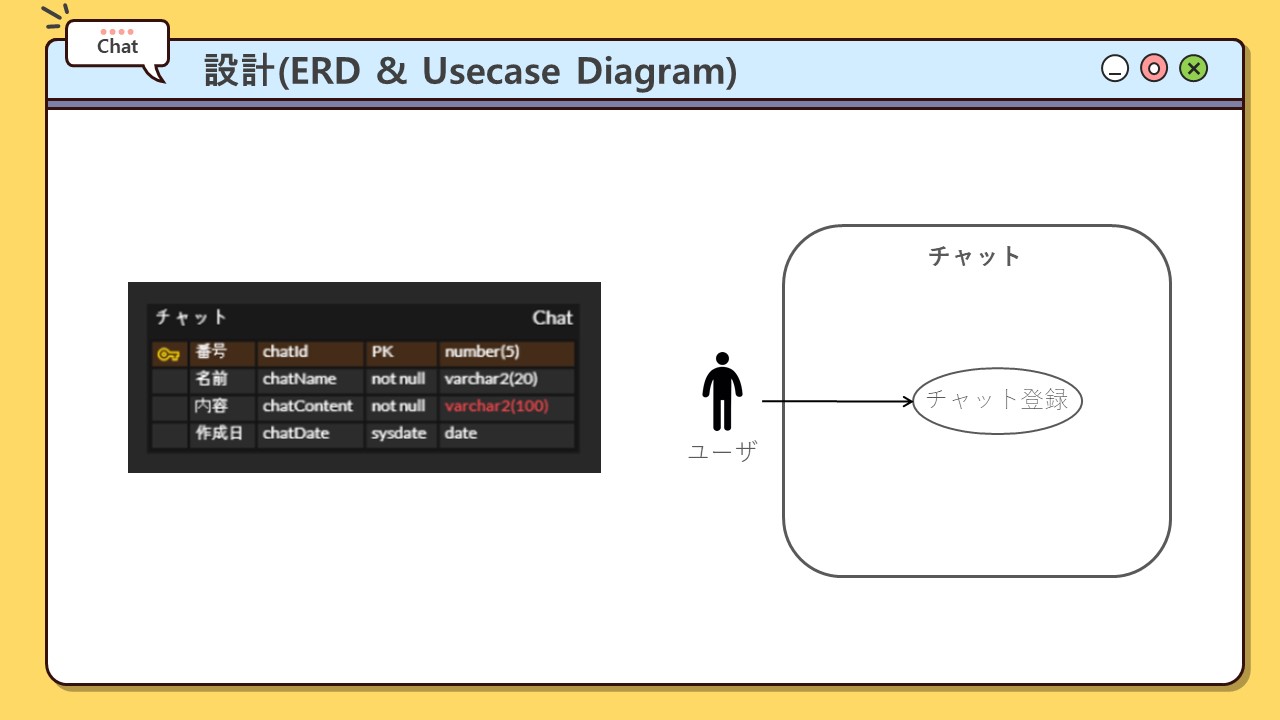 Chat
設計(ERD & Usecase Diagram)
チャット Chat
番号 chatId PK number(5)
名前 chatName not null varchar2(20)
内容 chatContent not null varchar2(100)
作成日 chatDate sysdate date
チャット
チャット登録
ユーザ